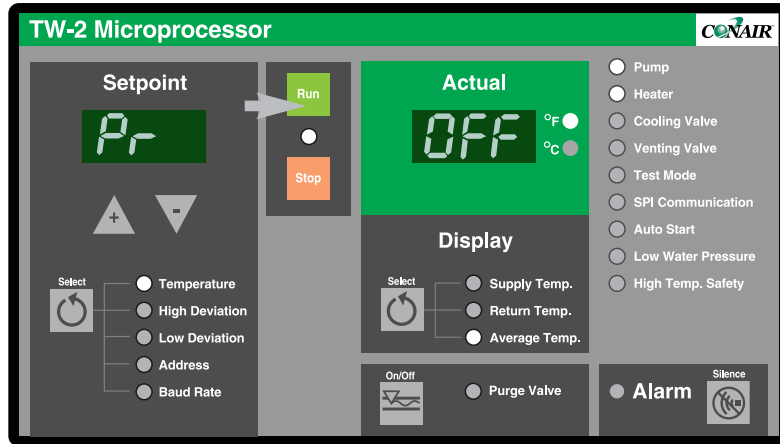 TW-2 Microprocessor
CONAIR
Setpoint
Pr
Select
Temperature
High Deviation
Low Deviation
Address
Baud Rate
Run
Stop
Actual
OFF
°F
°C
Display
Select
Supply Temp.
Return Temp.
Average Temp.
On/Off
Purge Valve
Pump
Heater
Cooling Valve
Venting Valve
Test Mode
SPI Communication
Auto Start
Low Water Pressure
High Temp. Safety
Alarm
Silence